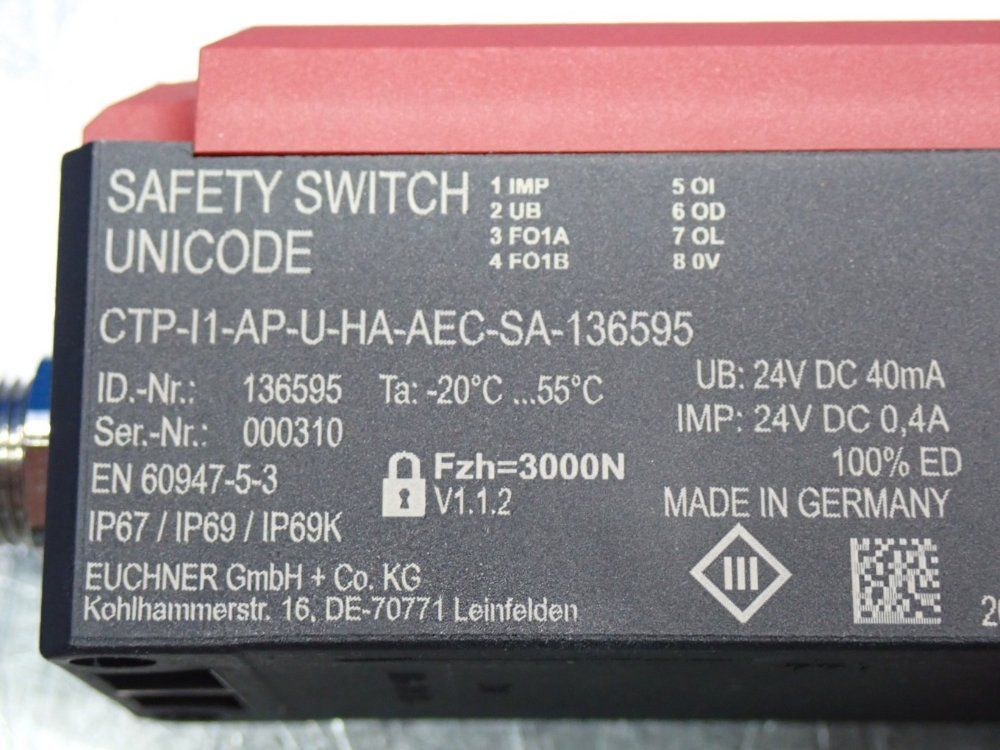 SAFETY SWITCH
UNICODE
1 IMP 5 OI
2 UB 6 OD
3 FO1A 7 OL
4 FO1B 8 0V
CTP-I1-AP-U-HA-AEC-SA-136595
ID.-Nr.: 136595 Ta: -20°C ...55°C
Ser.-Nr.: 000310
UB: 24V DC 40mA
IMP: 24V DC 0,4A
100% ED
EN 60947-5-3
Fzh=3000N
V1.1.2
MADE IN GERMANY
IP67 / IP69 / IP69K
III
EUCHNER GmbH + Co. KG
Kohlhammerstr. 16, DE-70771 Leinfelden